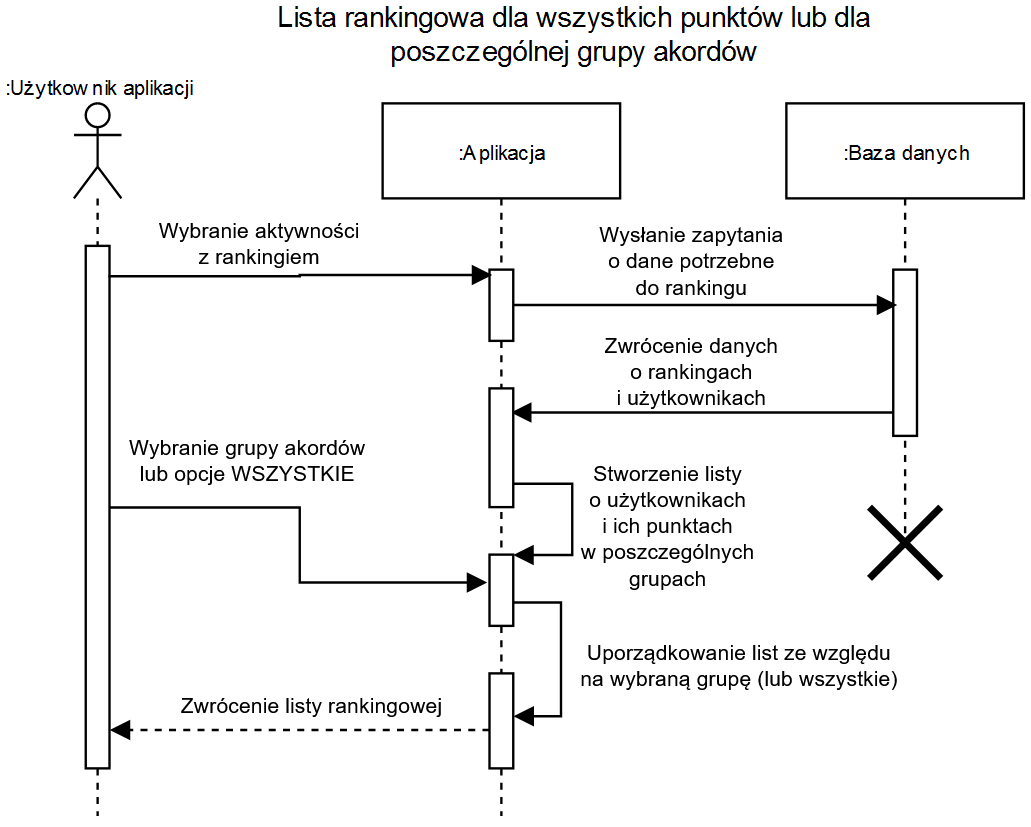 Lista rankingowa dla wszystkich punktów lub dla
poszczególnej grupy akordów
:Użytkownik aplikacji
:Aplikacja
:Baza danych
Wybranie aktywności
z rankingiem
Wysłanie zapytania
o dane potrzebne
do rankingu
Zwrócenie danych
o rankingach
i użytkownikach
Wybranie grupy akordów
lub opcje WSZYSTKIE
Stworzenie listy
o użytkownikach
i ich punktach
w poszczególnych
grupach
Uporządkowanie list ze względu
na wybraną grupę (lub wszystkie)
Zwrócenie listy rankingowej